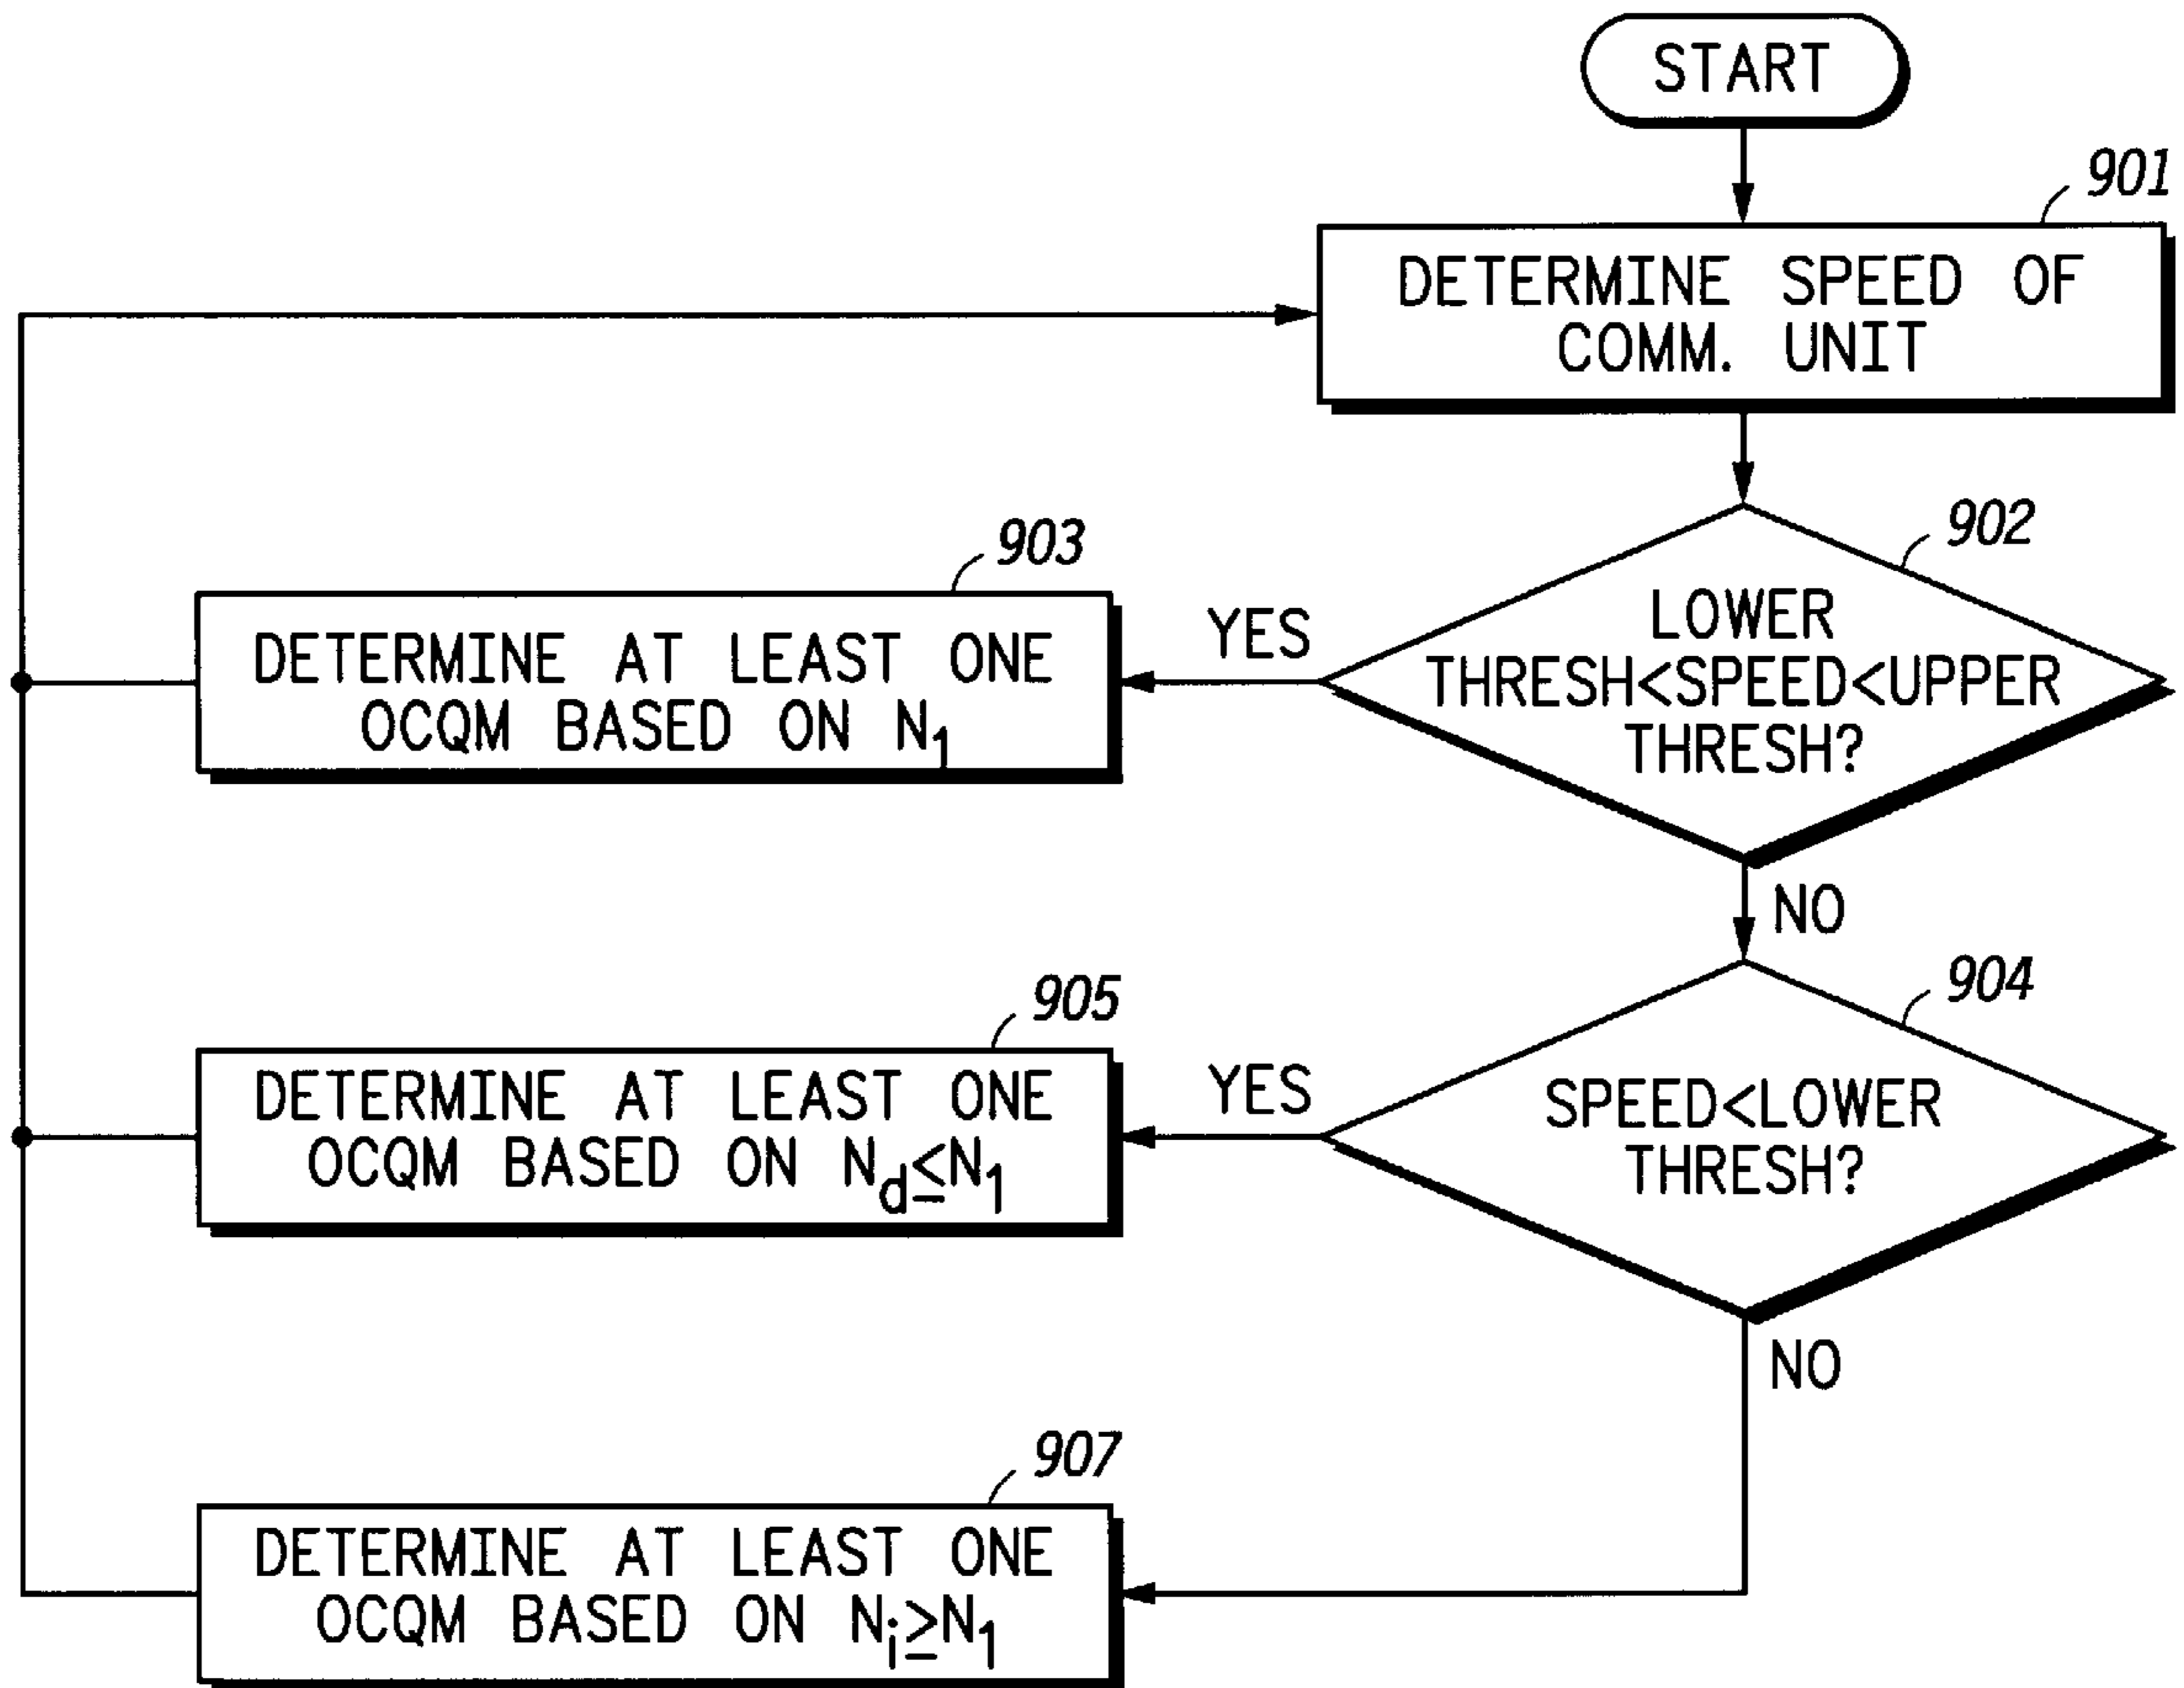 START
901
DETERMINE SPEED OF
COMM. UNIT
902
LOWER
THRESH<SPEED<UPPER
THRESH?
YES
903
DETERMINE AT LEAST ONE
OCQM BASED ON N₁
NO
904
SPEED<LOWER
THRESH?
YES
905
DETERMINE AT LEAST ONE
OCQM BASED ON N_d≤N₁
NO
907
DETERMINE AT LEAST ONE
OCQM BASED ON N_i≥N₁